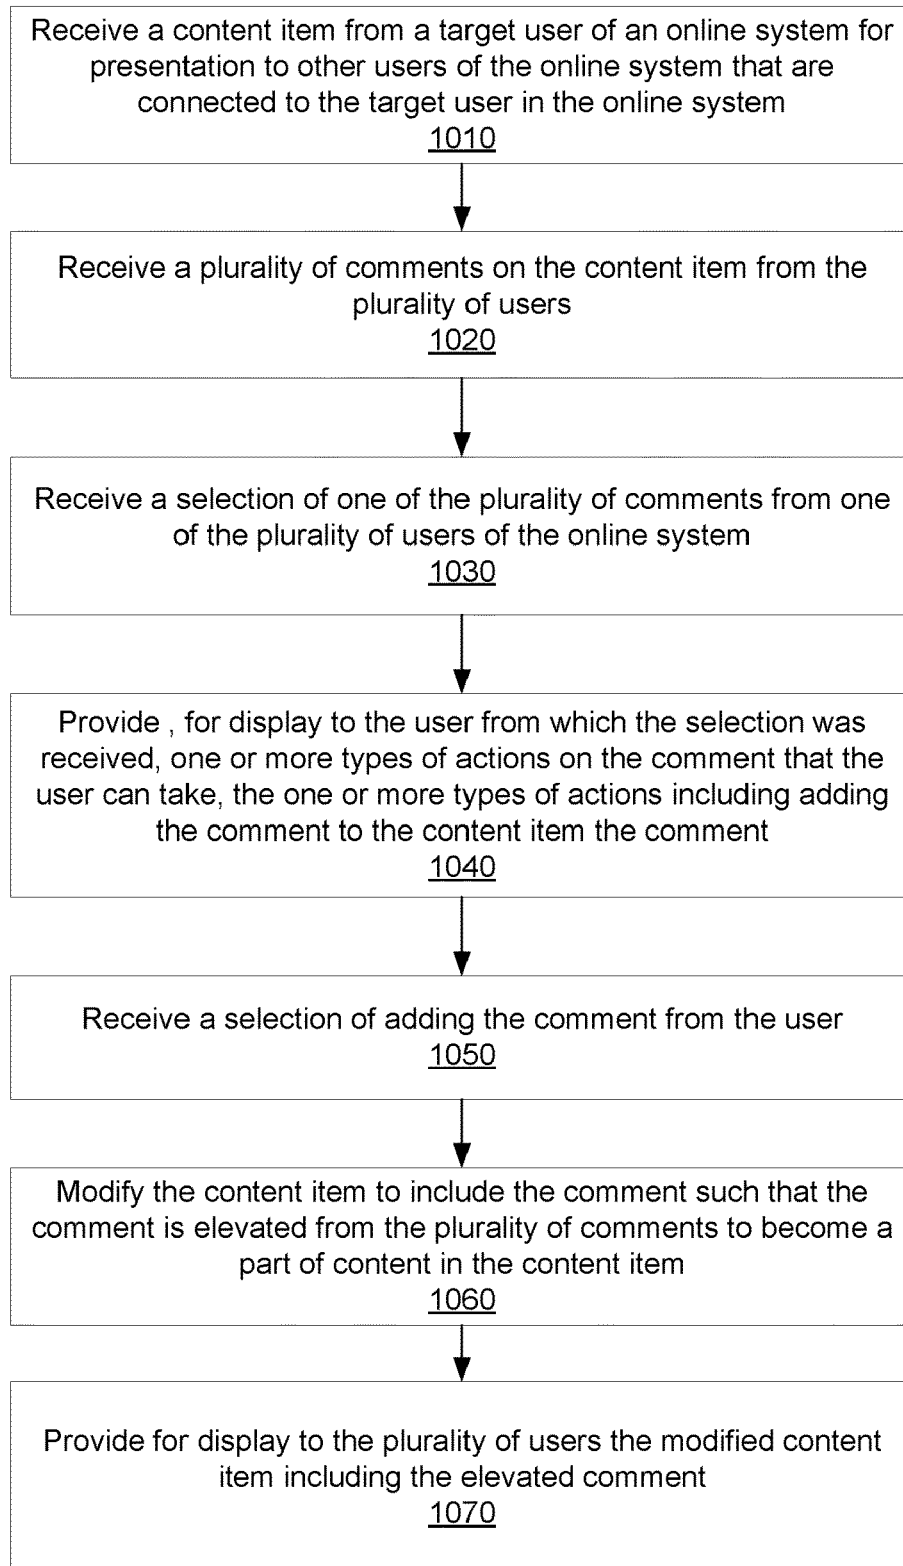 Receive a content item from a target user of an online system for
presentation to other users of the online system that are
connected to the target user in the online system
1010
Receive a plurality of comments on the content item from the
plurality of users
1020
Receive a selection of one of the plurality of comments from one
of the plurality of users of the online system
1030
Provide , for display to the user from which the selection was
received, one or more types of actions on the comment that the
user can take, the one or more types of actions including adding
the comment to the content item the comment
1040
Receive a selection of adding the comment from the user
1050
Modify the content item to include the comment such that the
comment is elevated from the plurality of comments to become a
part of content in the content item
1060
Provide for display to the plurality of users the modified content
item including the elevated comment
1070